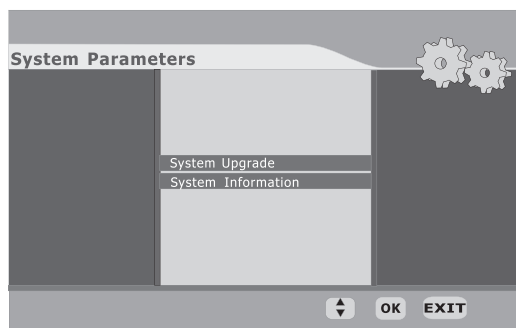 System Parameters
System Upgrade
System Information
OK EXIT